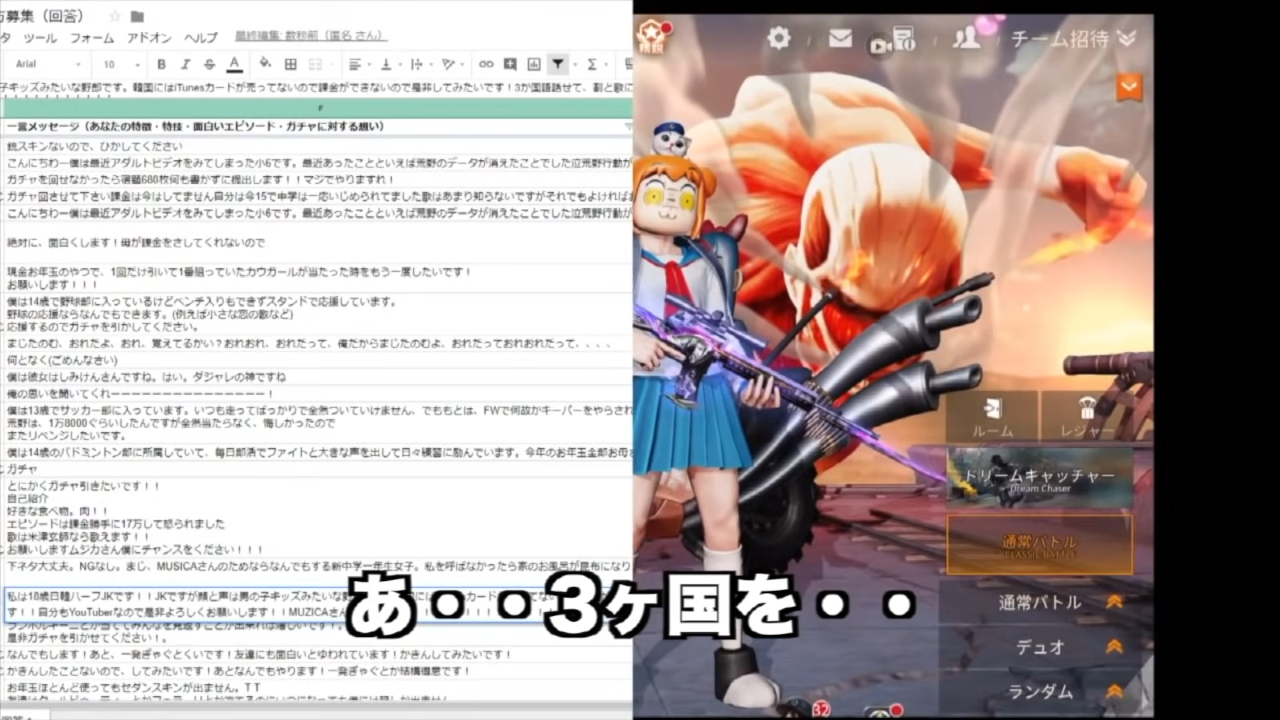 募集（回答）
タ ツール フォーム アドオン ヘルプ 最終編集: 数秒前（匿名 さん）
Arial 10 B I S A
子キッズみたいな野郎です。韓国にはiTunesカードが売ってないので課金ができないので是非してみたいです！3か国語話せて、割と歌に
F
一言メッセージ（あなたの特徴・特技・面白いエピソード・ガチャに対する想い）
銃スキンないので、ひかしてください
こんにちわー僕は最近アダルトビデオをみてしまった小6です。最近あったことといえば荒野のデータが消えたことでした泣荒野行動が
ガチャを回せなかったら宿題680枚何も書かずに提出します！！マジでやりますれ！
ガチャ回させて下さい課金は今はしてません自分は今15で中学は一応いじめられてました歌はあまり知らないですがそれでもよければお
こんにちわー僕は最近アダルトビデオをみてしまった小6です。最近あったことといえば荒野のデータが消えたことでした泣荒野行動が
絶対に、面白くします！母が課金をさしてくれないので
現金お年玉のやつで、1回だけ引いて1番狙っていたカウガールが当たった時をもう一度したいです！
お願いします！！！
僕は14歳で野球部に入っているけどベンチ入りもできずスタンドで応援しています。
野球の応援ならなんでもできます。(例えば小さな恋の歌など)
応援するのでガチャを引かしてください。
まじたのむ、おれだよ、おれ、覚えてるかい？おれおれ、おれだって、俺だからまじたのむよ、おれだっておれおれだって、、、、
何となく(ごめんなさい)
僕は彼女はしみけんさんですね。はい。ダジャレの神ですね
俺の思いを聞いてくれーーーーーーーーーーーーーーー！
僕は13歳でサッカー部に入っています。いつも走ってばっかりで全然ついていけません、でももとは、FWで何故かキーパーをやらされ
荒野は、1万8000ぐらいしたんですが全然当たらなく、悔しかったので
またリベンジしたいです。
僕は14歳のバドミントン部に所属していて、毎日部活でファイトと大きな声を出して日々練習に励んでいます。今年のお年玉全部お母
ガチャ
とにかくガチャ引きたいです！！
自己紹介
好きな食べ物。肉！！
エピソードは課金勝手に17万して怒られました
歌は米津玄師なら歌えます！！
お願いしますムジカさん僕にチャンスをください！！！
下ネタ大丈夫。NGなし。まじ、MUSICAさんのためならなんでもする新中学一年生女子。私を呼ばなかったら家のお風呂が昆布になり
私は18歳日韓ハーフJKです！！JKですが顔と声は男の子キッズみたいな
す！！自分もYouTuberなので是非よろしくお願いします！！MUZICAさん
是非ガチャを引かせてください！。
なんでもします！あと、一発ぎゃぐとくいです！友達にも面白いとゆわれています！かきんしてみたいです！
かきんしたことないので、してみたいです！あとなんでもやります！一発ぎゃぐとか結構得意です！
お年玉ほとんど使ってもセダンスキンが出ません。T T
チーム招待
ルーム レジャー
ドリームキャッチャー
Dream Chaser
通常バトル
CLASSIC BATTLE
通常バトル
デュオ
ランダム
32
あ・・・3ヶ国を・・